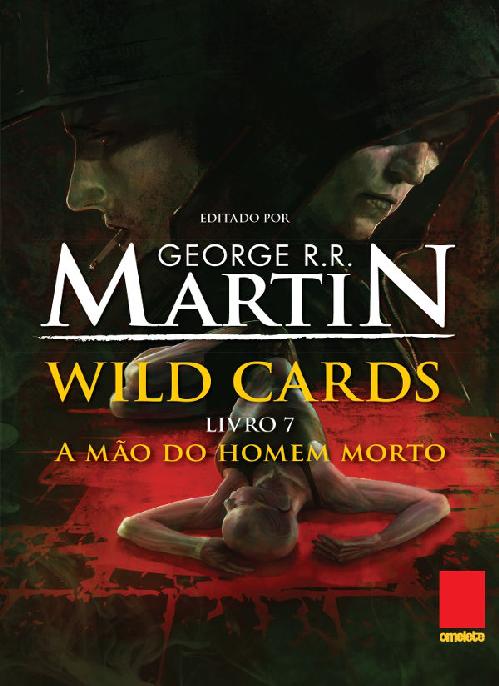 EDITADO POR
GEORGE R.R.
MARTIN
WILD CARDS
LIVRO 7
A MÃO DO HOMEM MORTO
omelete